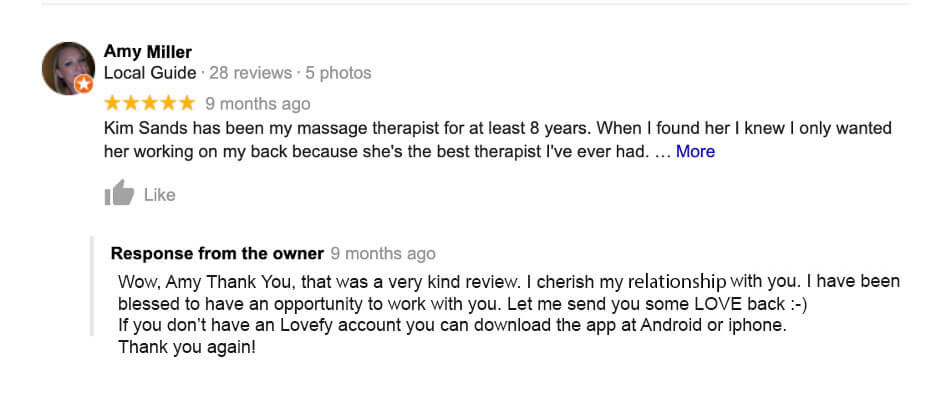 Amy Miller
Local Guide · 28 reviews · 5 photos
9 months ago
Kim Sands has been my massage therapist for at least 8 years. When I found her I knew I only wanted
her working on my back because she's the best therapist I've ever had. … More
Like
Response from the owner 9 months ago
Wow, Amy Thank You, that was a very kind review. I cherish my relationship with you. I have been
blessed to have an opportunity to work with you. Let me send you some LOVE back :-)
If you don't have an Lovefy account you can download the app at Android or iphone.
Thank you again!